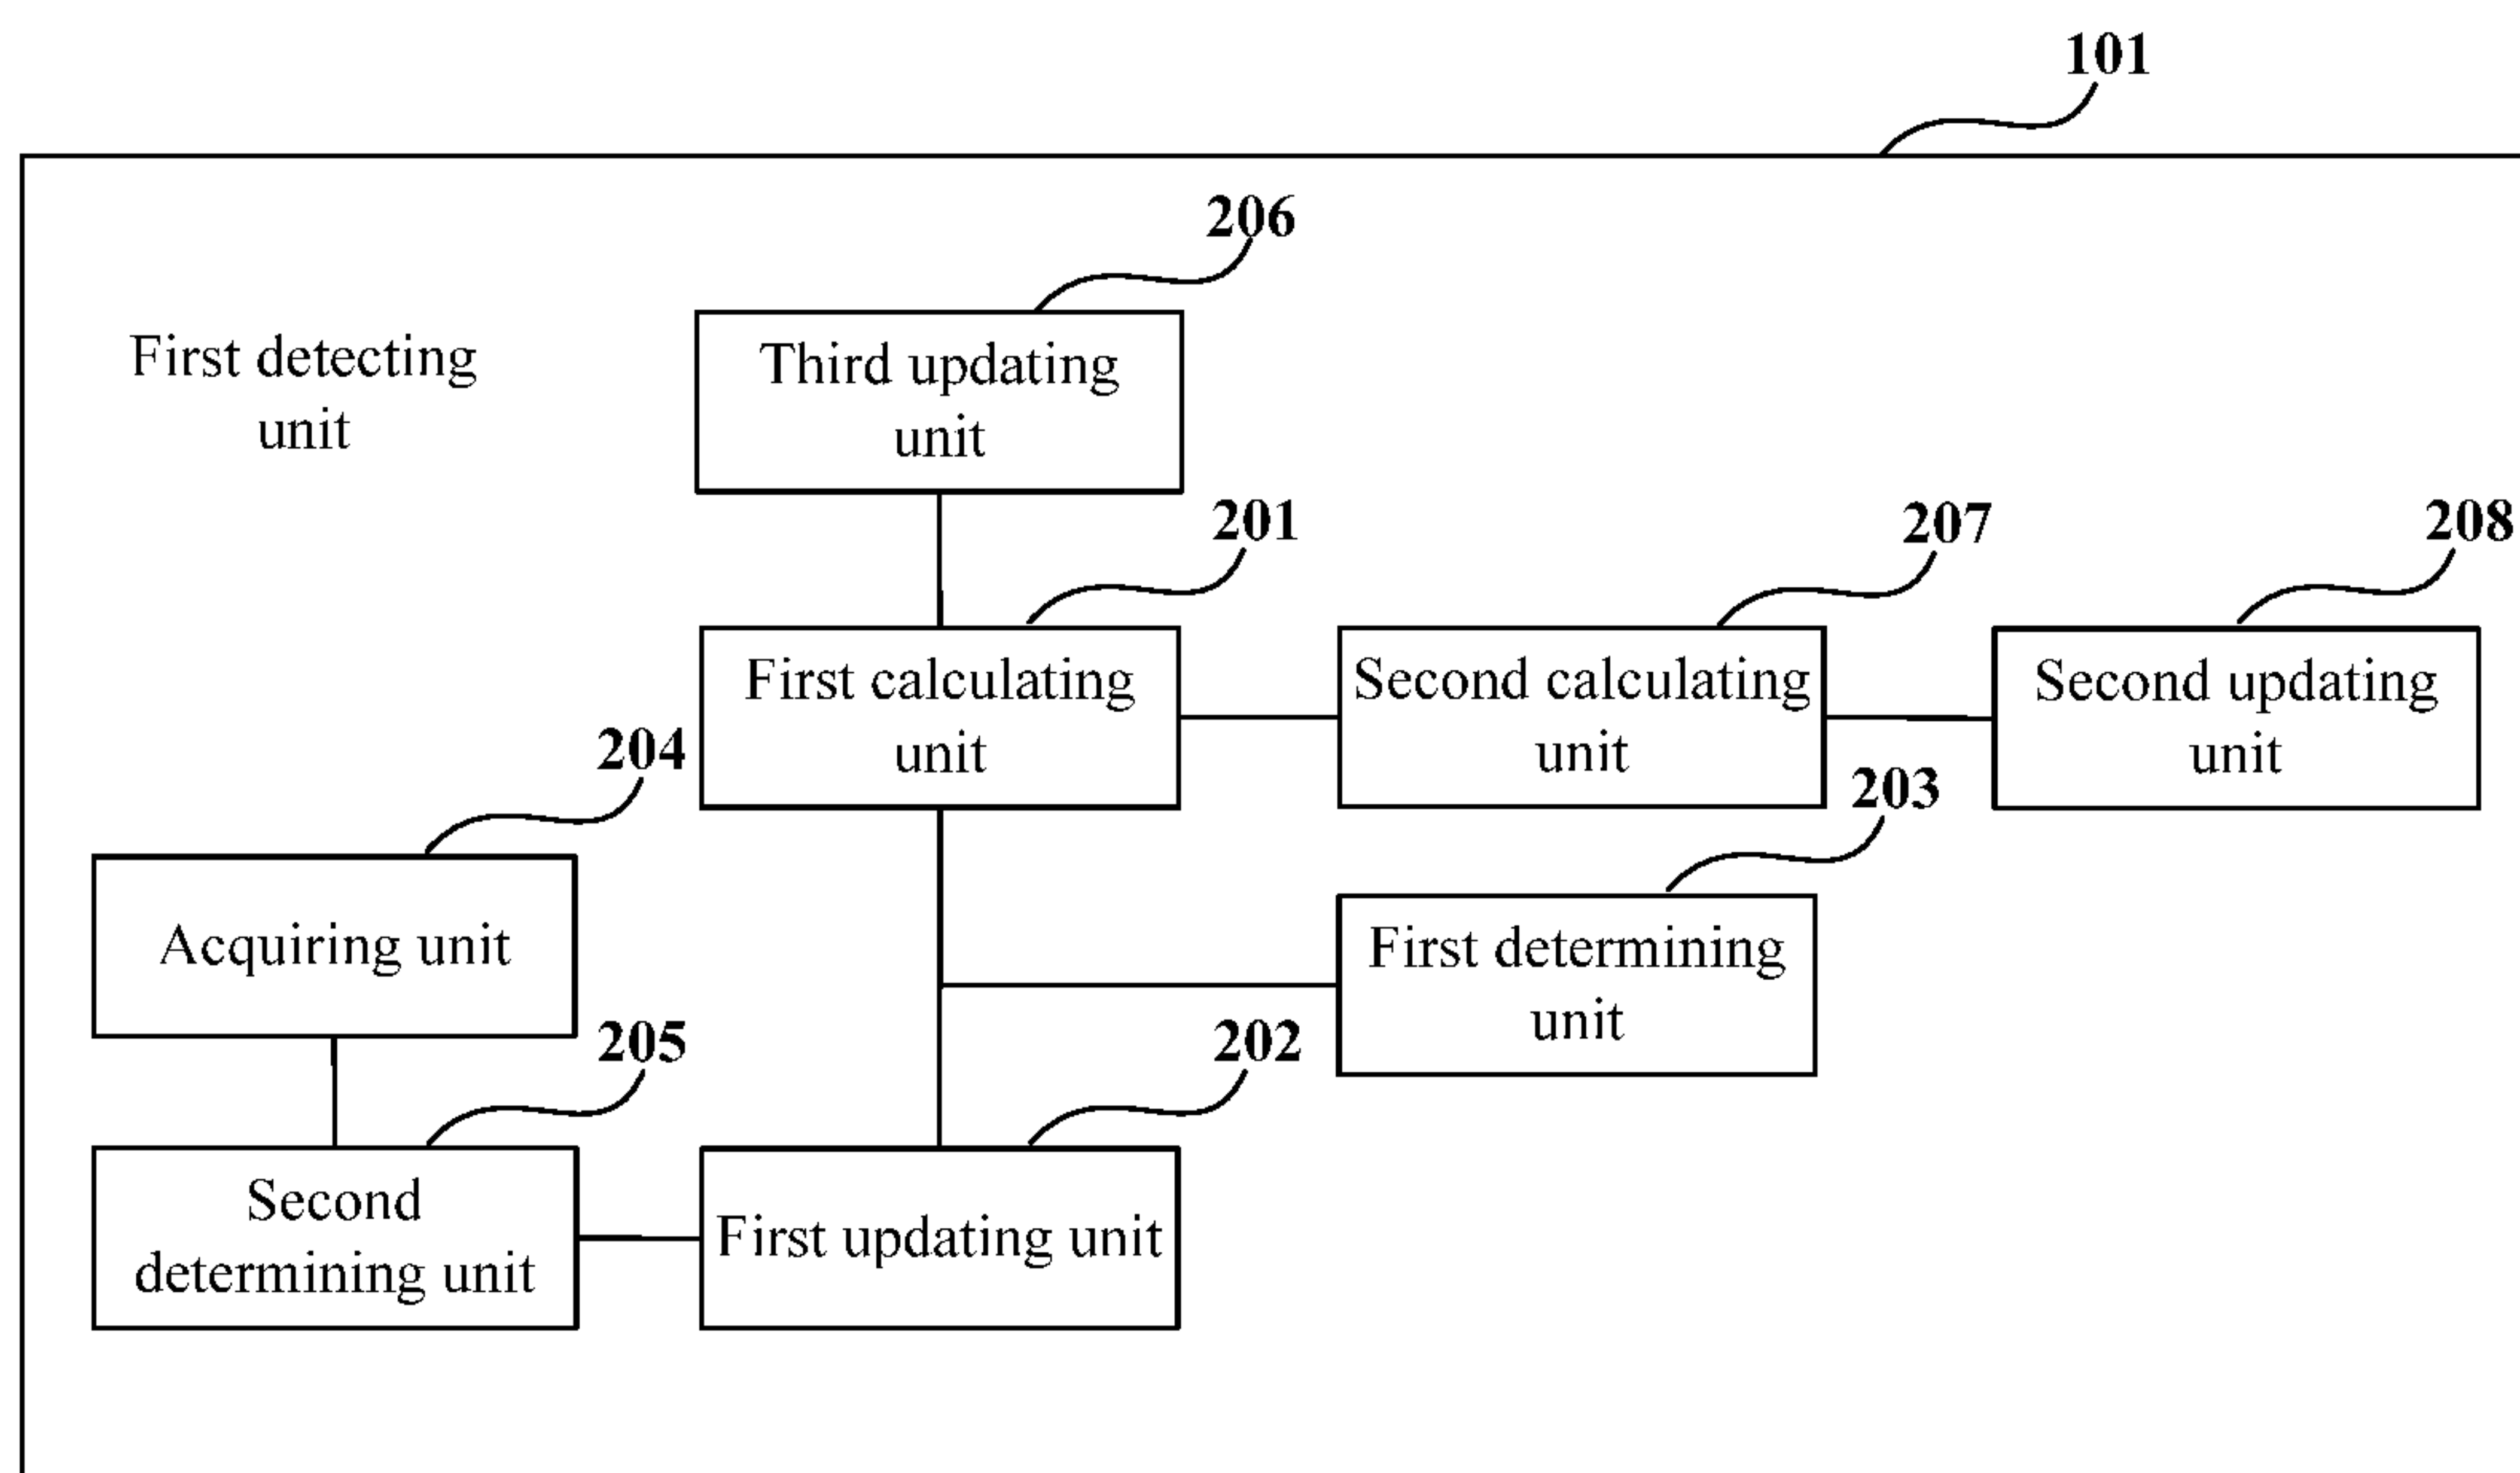 101
206
First detecting
unit
Third updating
unit
201
207
208
First calculating
unit
Second calculating
unit
Second updating
unit
204
203
Acquiring unit
First determining
unit
205
202
Second
determining unit
First updating unit